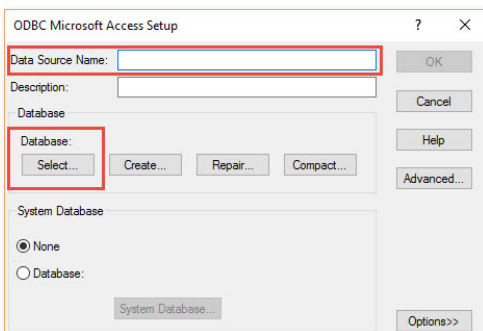 ODBC Microsoft Access Setup ? X
Data Source Name: OK
Description:
Cancel
Database
Database: Help
Select... Create... Repair... Compact...
Advanced...
System Database
None
Database:
System Database...
Options>>